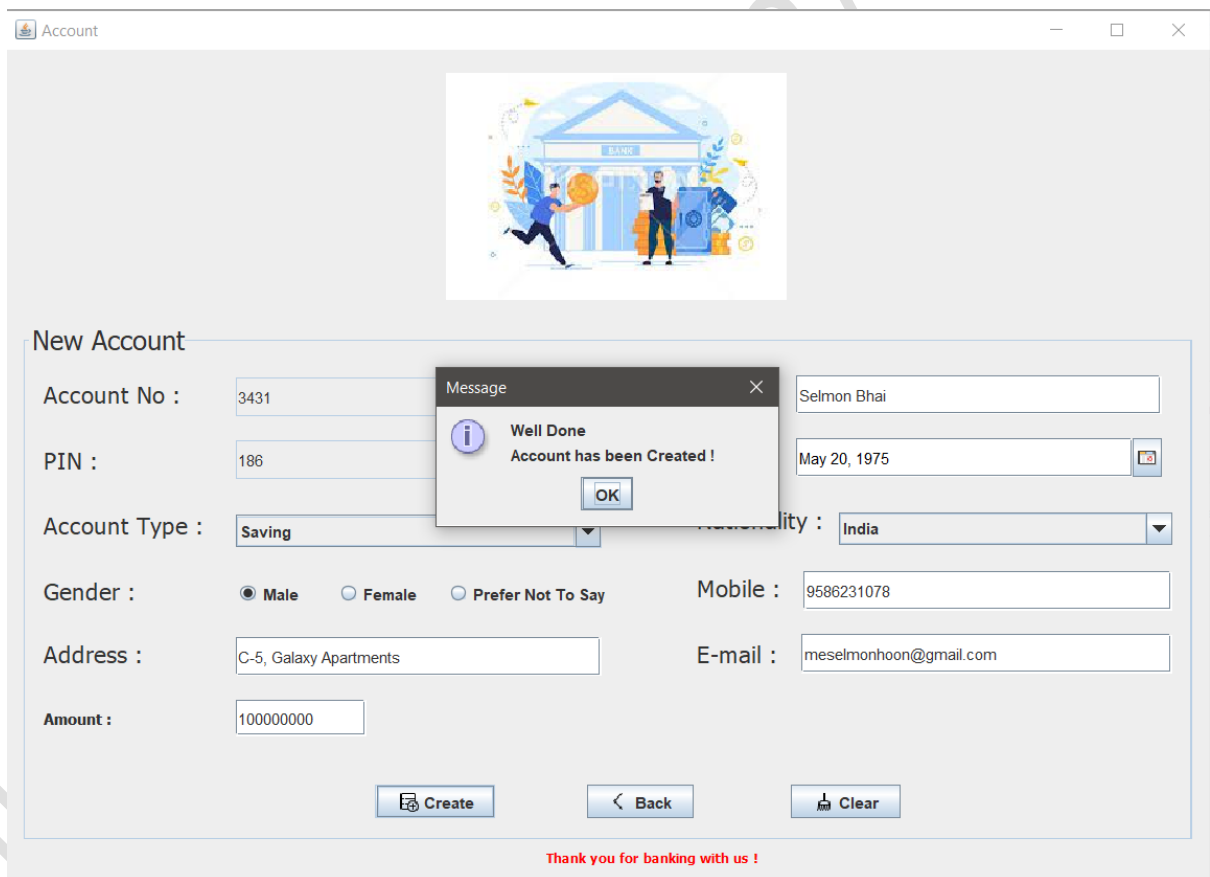 Account
BANK
New Account
Account No :
3431
Selmon Bhai
PIN :
186
May 20, 1975
Message
Well Done
Account has been Created !
OK
Account Type :
Saving
India
Gender :
Male
Female
Prefer Not To Say
Mobile :
9586231078
Address :
C-5, Galaxy Apartments
E-mail :
meselmonhoon@gmail.com
Amount :
100000000
Create
Back
Clear
Thank you for banking with us !